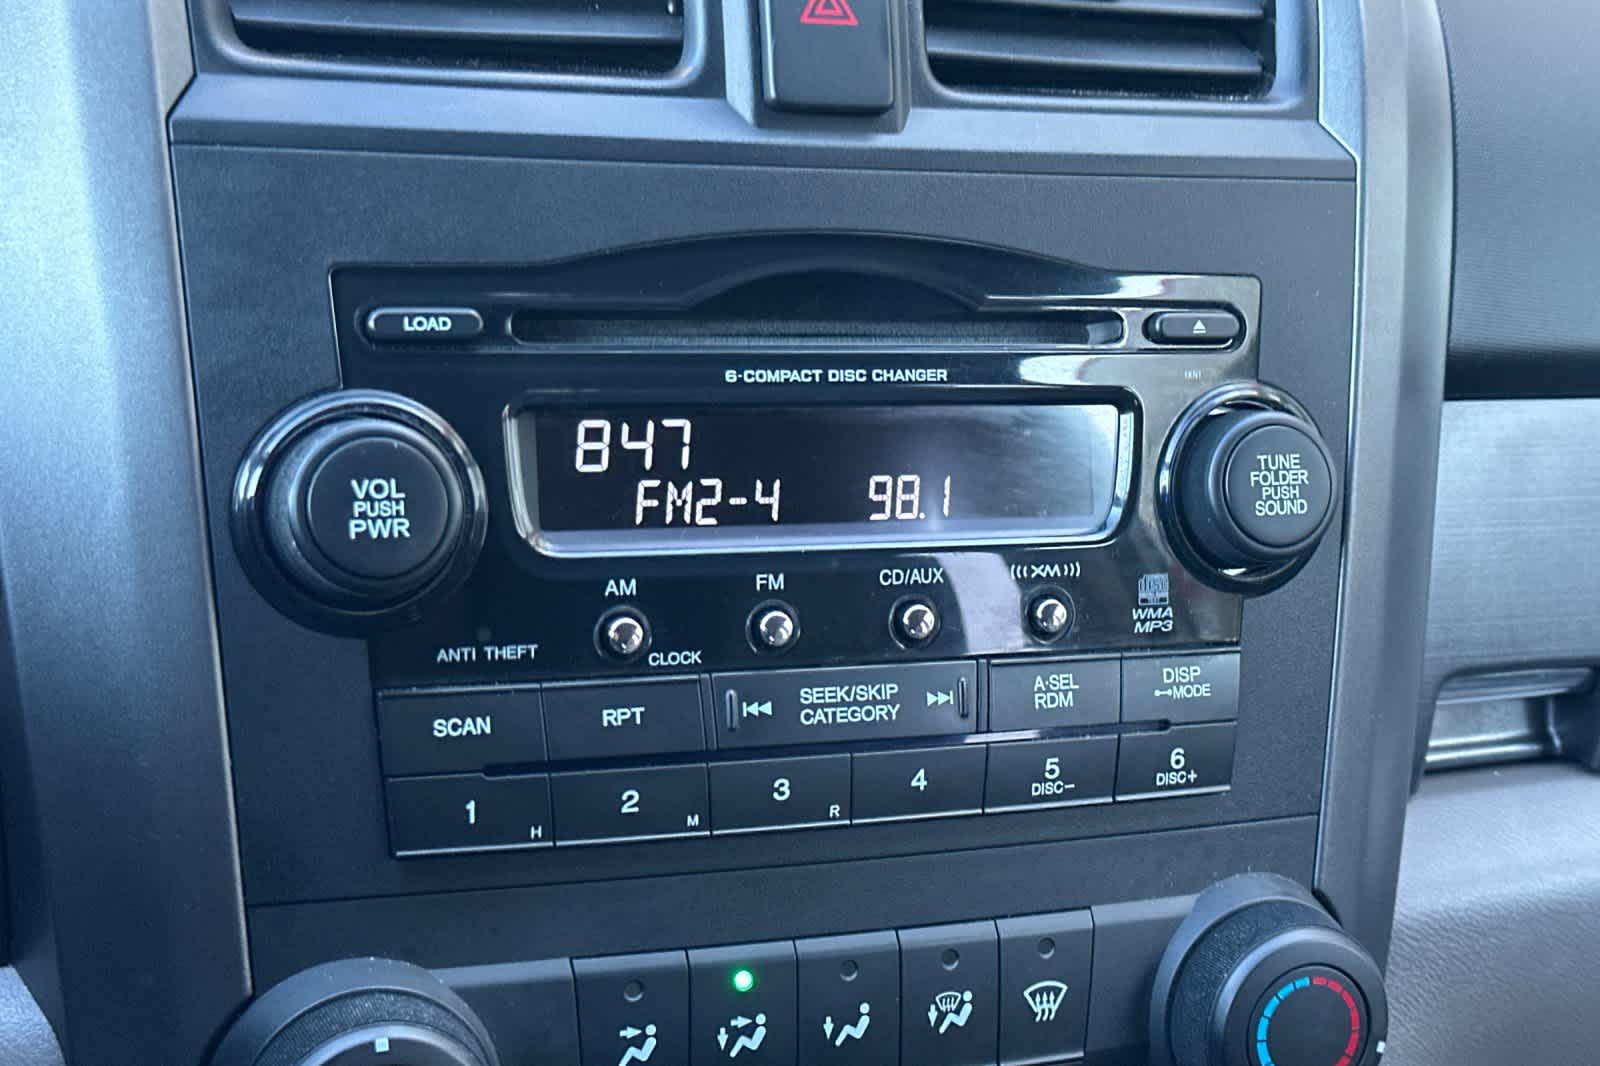 LOAD
6-COMPACT DISC CHANGER
847
FM2-4 98.1
VOL
PUSH
PWR
TUNE
FOLDER
PUSH
SOUND
AM
FM
CD/AUX
(((XM)))
disc
WMA
MP3
ANTI THEFT
CLOCK
SCAN
RPT
SEEK/SKIP
CATEGORY
A·SEL
RDM
DISP
MODE
1 H
2 M
3 R
4
5
DISC−
6
DISC+